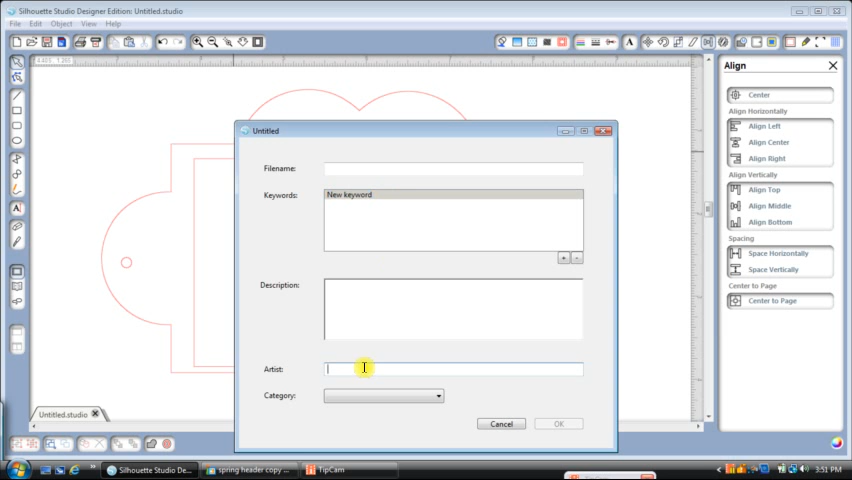 Silhouette Studio Designer Edition: Untitled.studio
File Edit Object View Help
Align
Center
Align Horizontally
Align Left
Align Center
Align Right
Align Vertically
Align Top
Align Middle
Align Bottom
Spacing
Space Horizontally
Space Vertically
Center to Page
Center to Page
Untitled
Filename:
Keywords:
New keyword
+ -
Description:
Artist:
Category:
Cancel OK
Untitled.studio
Silhouette Studio De...
spring header copy ...
TipCam
3:51 PM